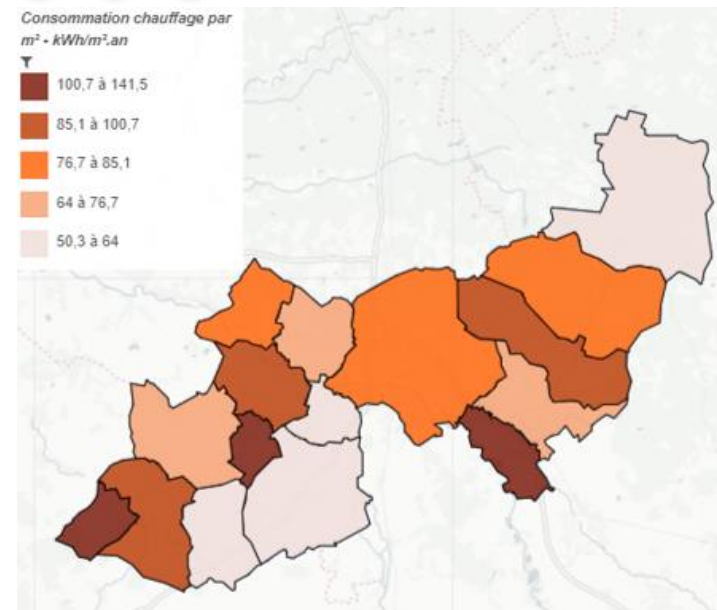 Consommation chauffage par
m² - kWh/m².an
100,7 à 141,5
85,1 à 100,7
76,7 à 85,1
64 à 76,7
50,3 à 64